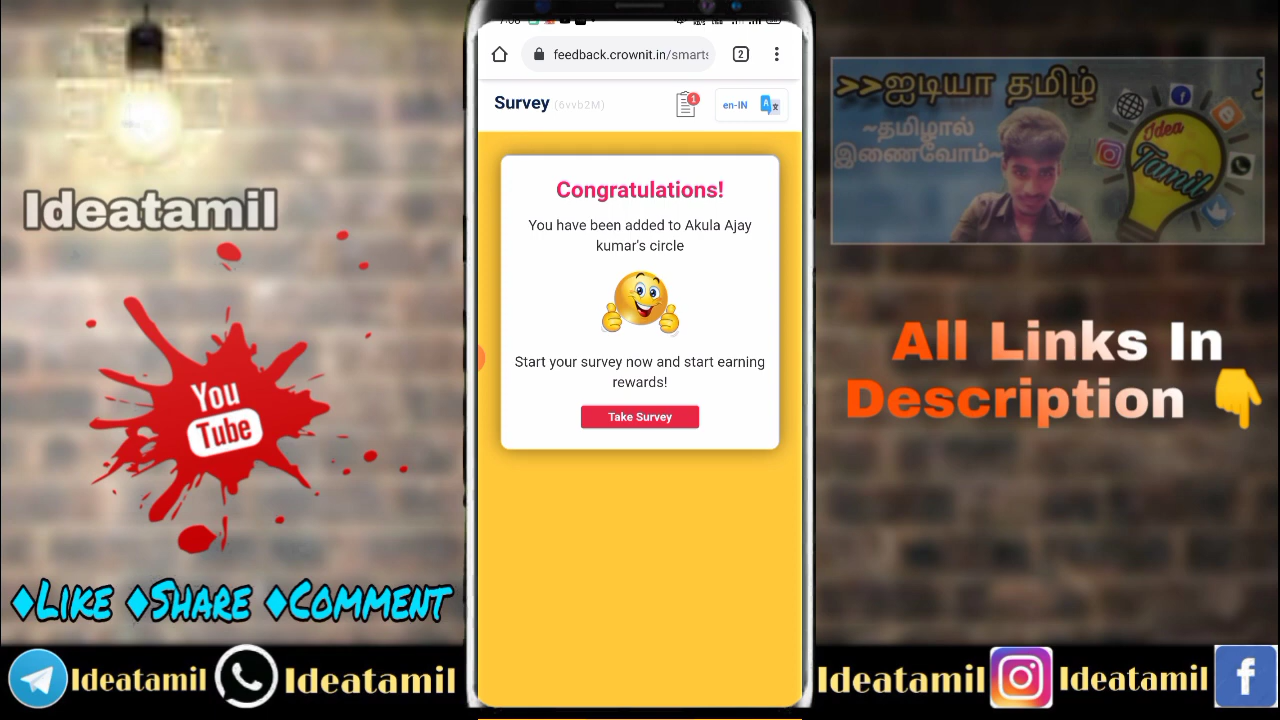 feedback.crownit.in/smarts
2
Survey (6vvb2M)
1
en-IN
Congratulations!
You have been added to Akula Ajay
kumar's circle
Start your survey now and start earning
rewards!
Take Survey
Ideatamil
You
Tube
♦LIKE ♦SHARE ♦COMMENT
>>ஐடியா தமிழ்
~தமிழால்
இணைவோம்~
Idea
Tamil
All Links In
Description 👇
Ideatamil
Ideatamil
Ideatamil
Ideatamil